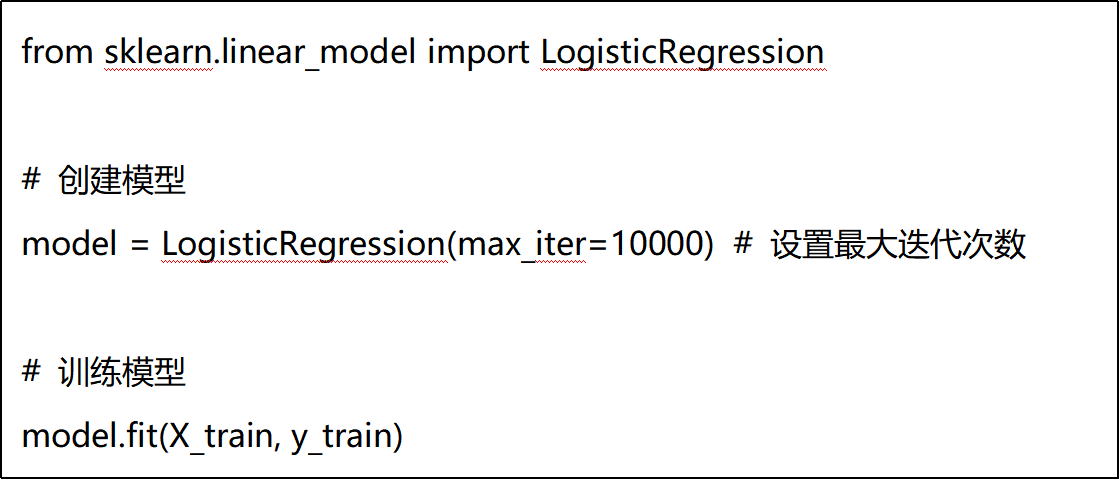 from sklearn.linear_model import LogisticRegression
# 创建模型
model = LogisticRegression(max_iter=10000)  # 设置最大迭代次数
# 训练模型
model.fit(X_train, y_train)